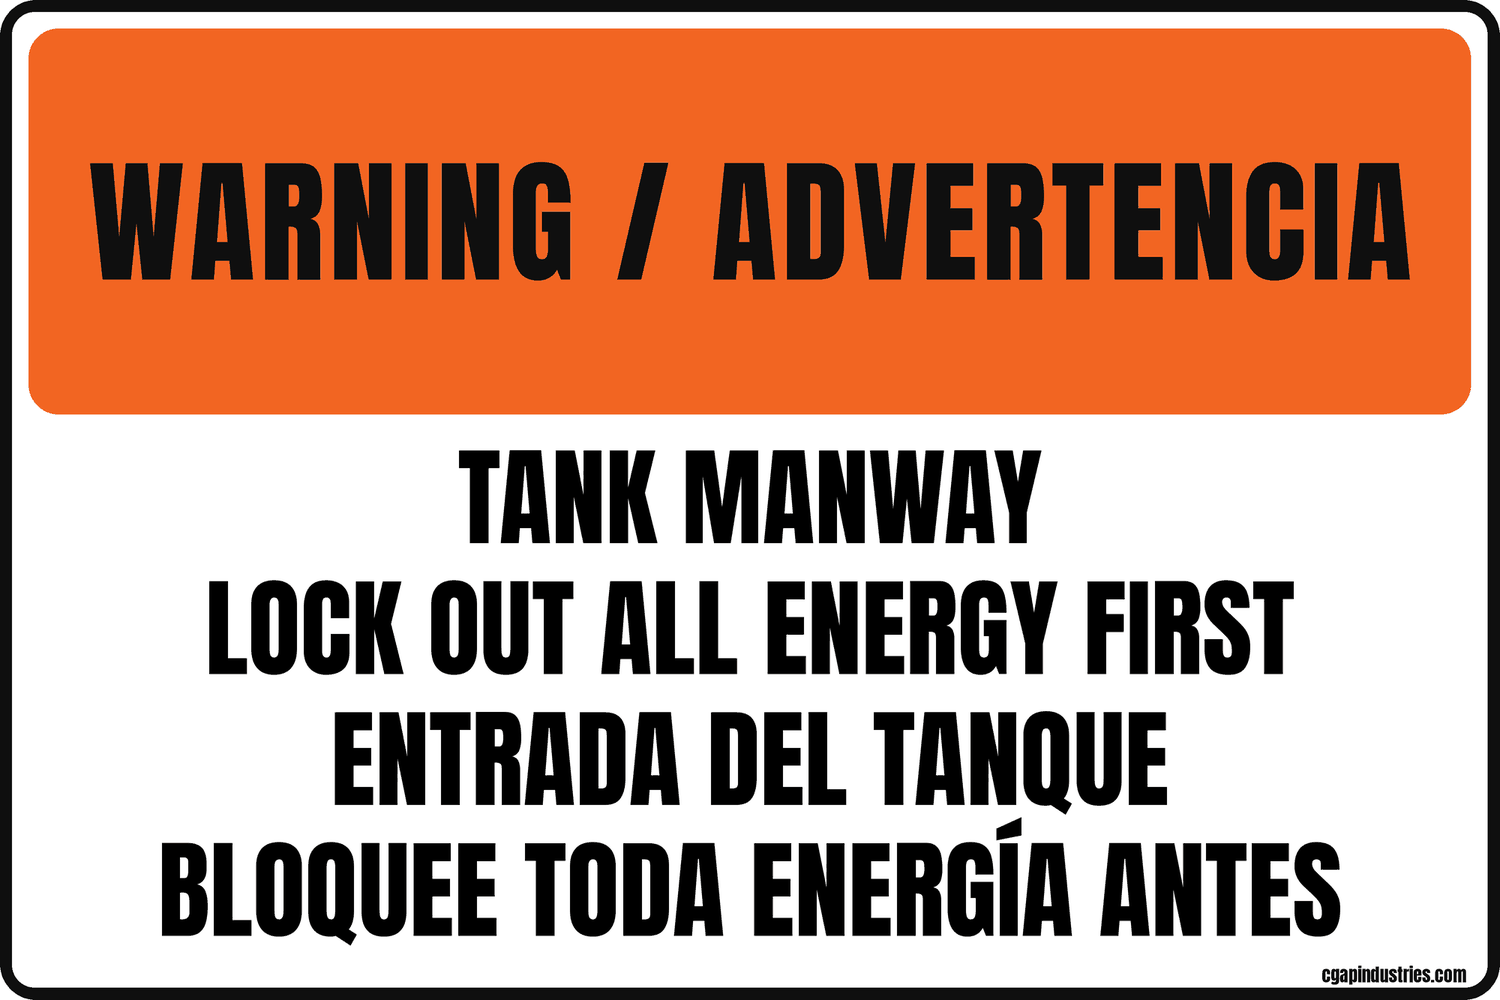 WARNING / ADVERTENCIA
TANK MANWAY
LOCK OUT ALL ENERGY FIRST
ENTRADA DEL TANQUE
BLOQUEE TODA ENERGÍA ANTES
cgapindustries.com